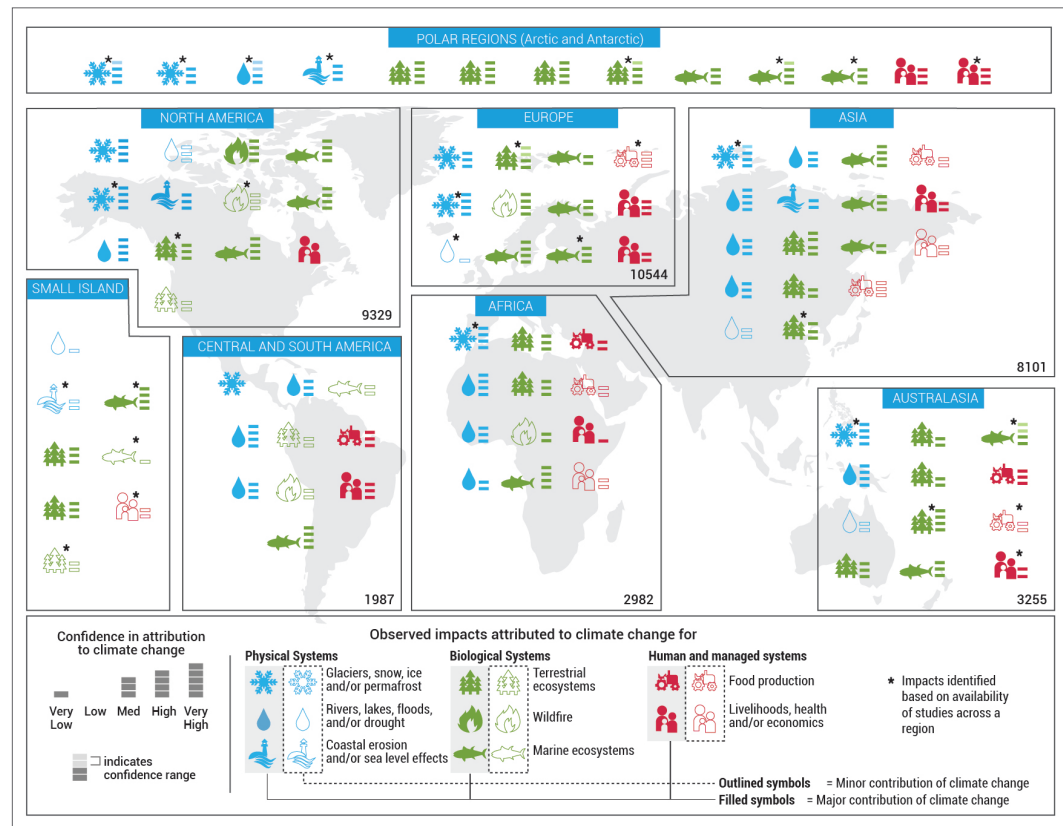 POLAR REGIONS (Arctic and Antarctic)
* * * * * * * *
NORTH AMERICA
EUROPE
ASIA
* * *
* * *
* *
* * *
10544
SMALL ISLAND
9329
AFRICA
*
*
CENTRAL AND SOUTH AMERICA
8101
* *
AUSTRALASIA
* *
*
*
* *
*
*
1987
2982
3255
Confidence in attribution
to climate change
Very
Low
Low
Med
High
Very
High
indicates
confidence range
Observed impacts attributed to climate change for
Physical Systems
Glaciers, snow, ice
and/or permafrost
Rivers, lakes, floods,
and/or drought
Coastal erosion
and/or sea level effects
Biological Systems
Terrestrial
ecosystems
Wildfire
Marine ecosystems
Human and managed systems
Food production
Livelihoods, health
and/or economics
* Impacts identified
based on availability
of studies across a
region
Outlined symbols = Minor contribution of climate change
Filled symbols = Major contribution of climate change